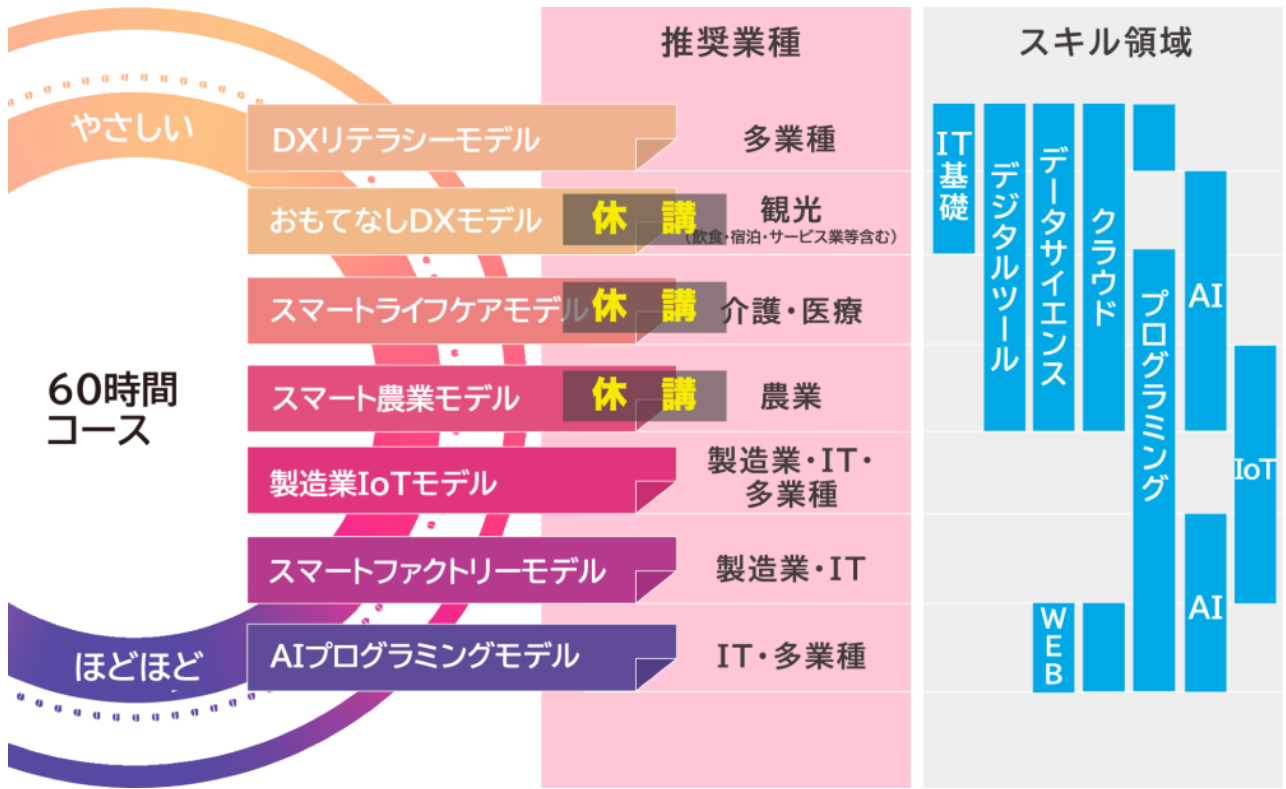 推奨業種
スキル領域
やさしい
DXリテラシーモデル
多業種
おもてなしDXモデル
休 講
観光
(飲食・宿泊・サービス業等含む)
スマートライフケアモデル
休 講
介護・医療
60時間
コース
スマート農業モデル
休 講
農業
製造業IoTモデル
製造業・IT・
多業種
スマートファクトリーモデル
製造業・IT
ほどほど
AIプログラミングモデル
IT・多業種
IT基礎
デジタルツール
データサイエンス
クラウド
プログラミング
AI
IoT
AI
WEB